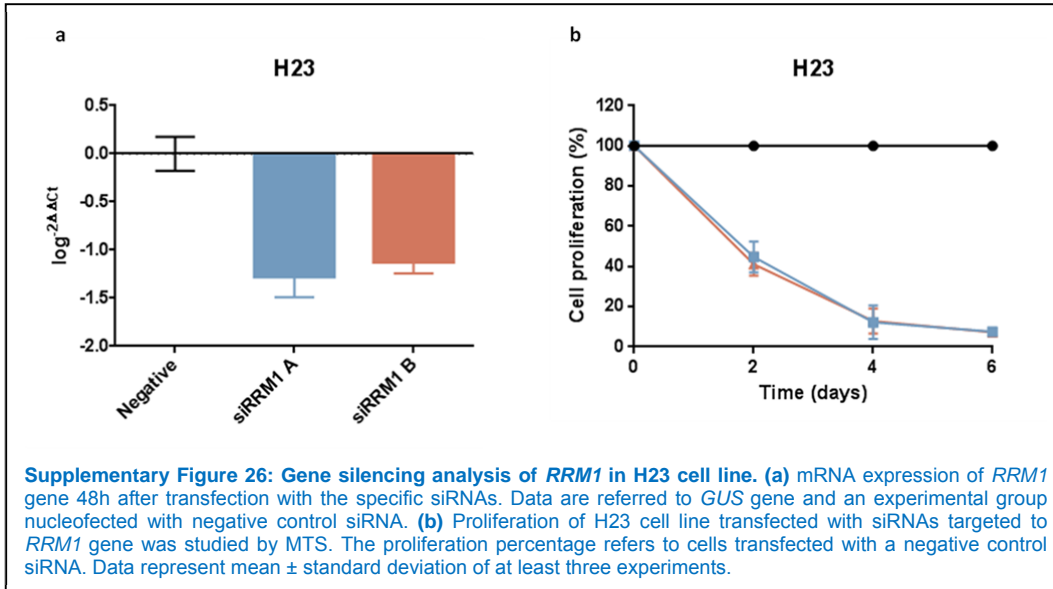 a
H23
0.5
0.0
-0.5
-1.0
-1.5
-2.0
log-2ΔΔCt
Negative
siRRM1 A
siRRM1 B
b
H23
120
100
80
60
40
20
0
Cell proliferation (%)
0 2 4 6
Time (days)
Supplementary Figure 26: Gene silencing analysis of RRM1 in H23 cell line. (a) mRNA expression of RRM1
gene 48h after transfection with the specific siRNAs. Data are referred to GUS gene and an experimental group
nucleofected with negative control siRNA. (b) Proliferation of H23 cell line transfected with siRNAs targeted to
RRM1 gene was studied by MTS. The proliferation percentage refers to cells transfected with a negative control
siRNA. Data represent mean ± standard deviation of at least three experiments.